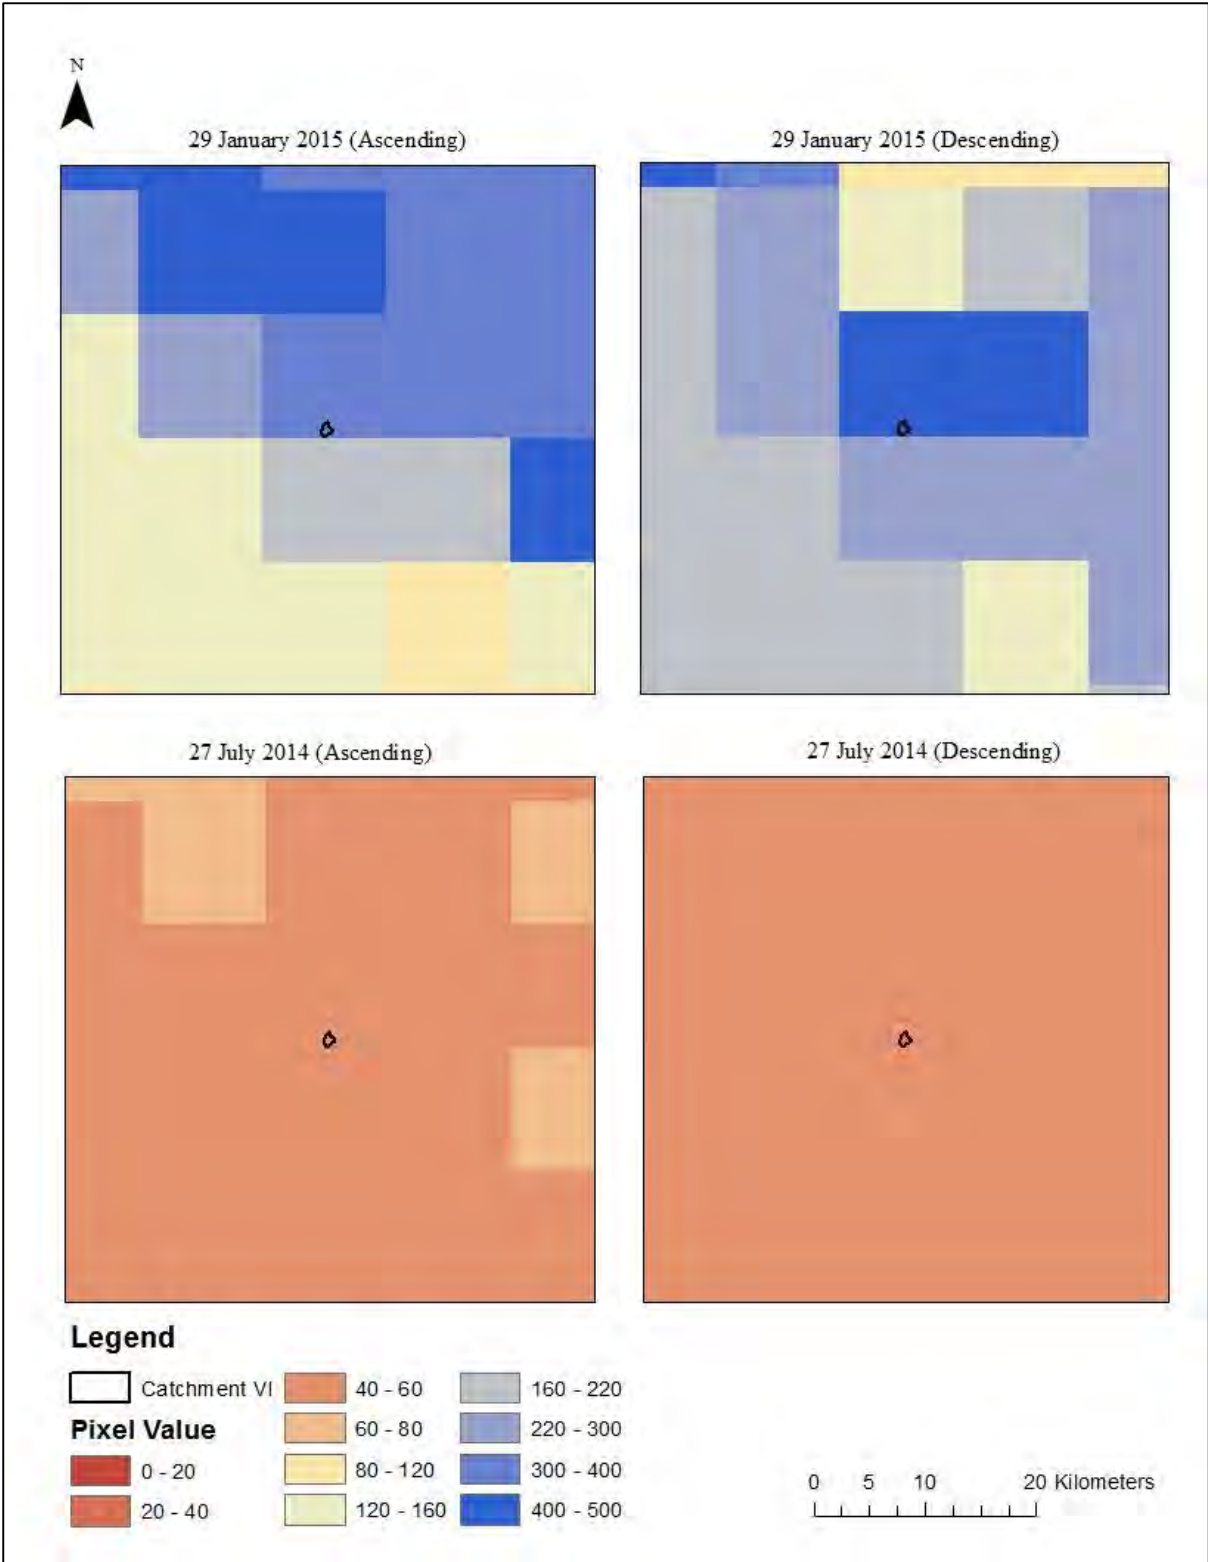 N
29 January 2015 (Ascending)
29 January 2015 (Descending)
27 July 2014 (Ascending)
27 July 2014 (Descending)
Legend
Catchment VI
Pixel Value
0 - 20
20 - 40
40 - 60
60 - 80
80 - 120
120 - 160
160 - 220
220 - 300
300 - 400
400 - 500
0 5 10 20 Kilometers